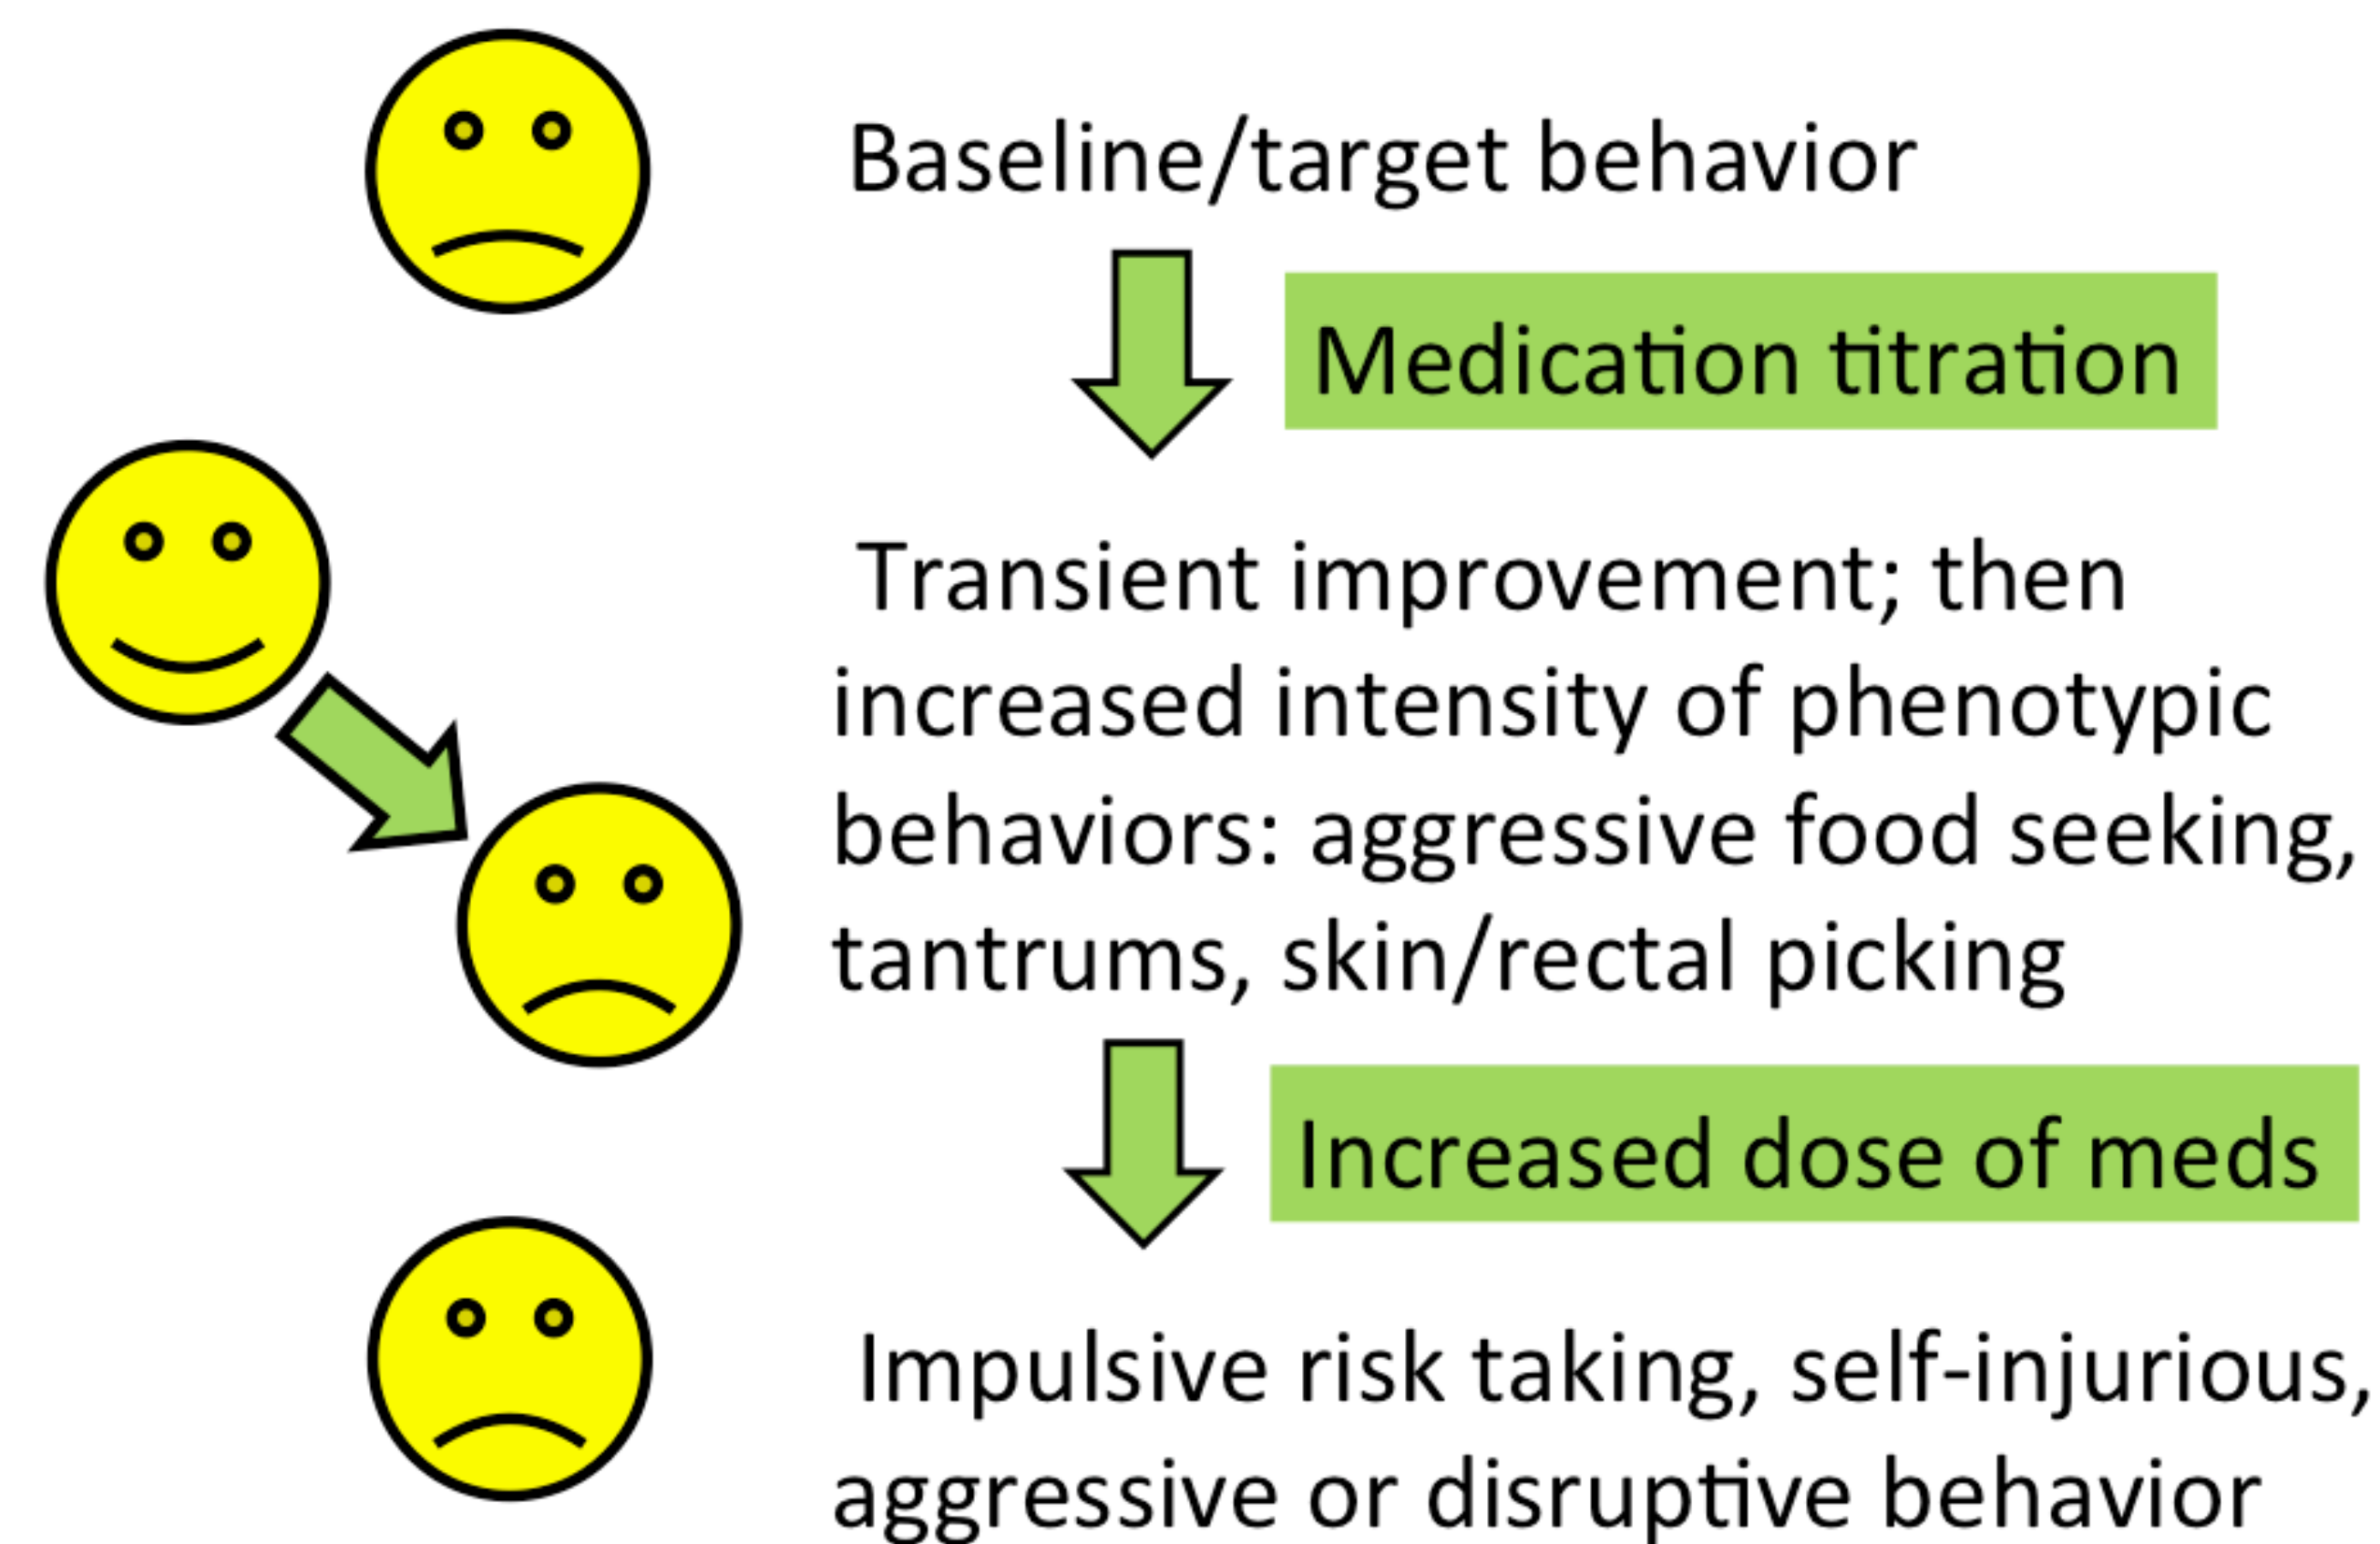 Baseline/target behavior
Medication titration
Transient improvement; then
increased intensity of phenotypic
behaviors: aggressive food seeking,
tantrums, skin/rectal picking
Increased dose of meds
Impulsive risk taking, self-injurious,
aggressive or disruptive behavior